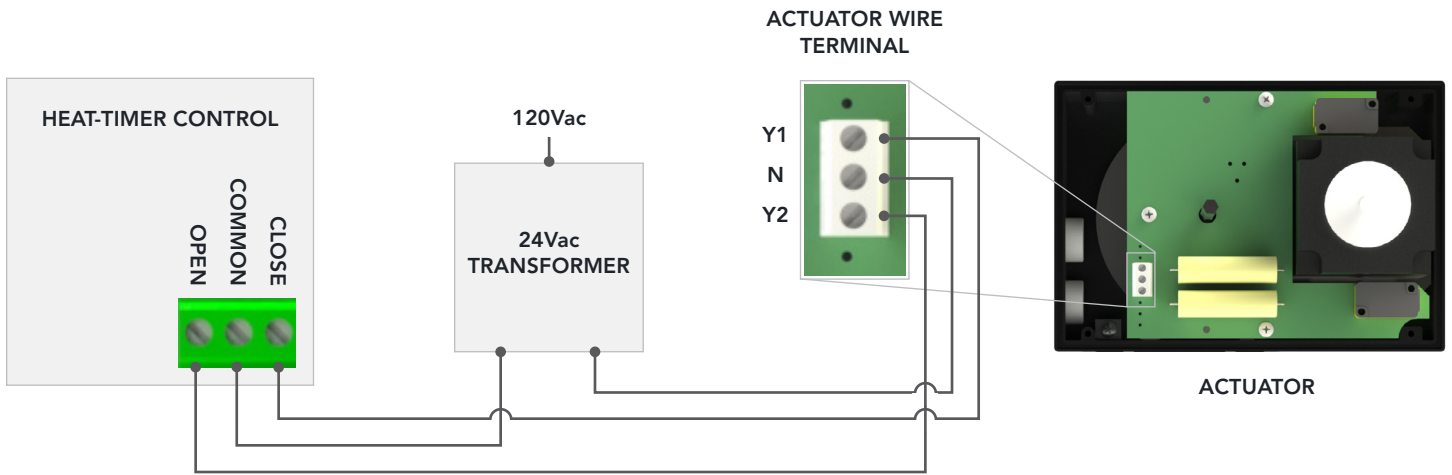 ACTUATOR WIRE
TERMINAL
HEAT-TIMER CONTROL
OPEN
COMMON
CLOSE
120Vac
24Vac
TRANSFORMER
Y1
N
Y2
ACTUATOR